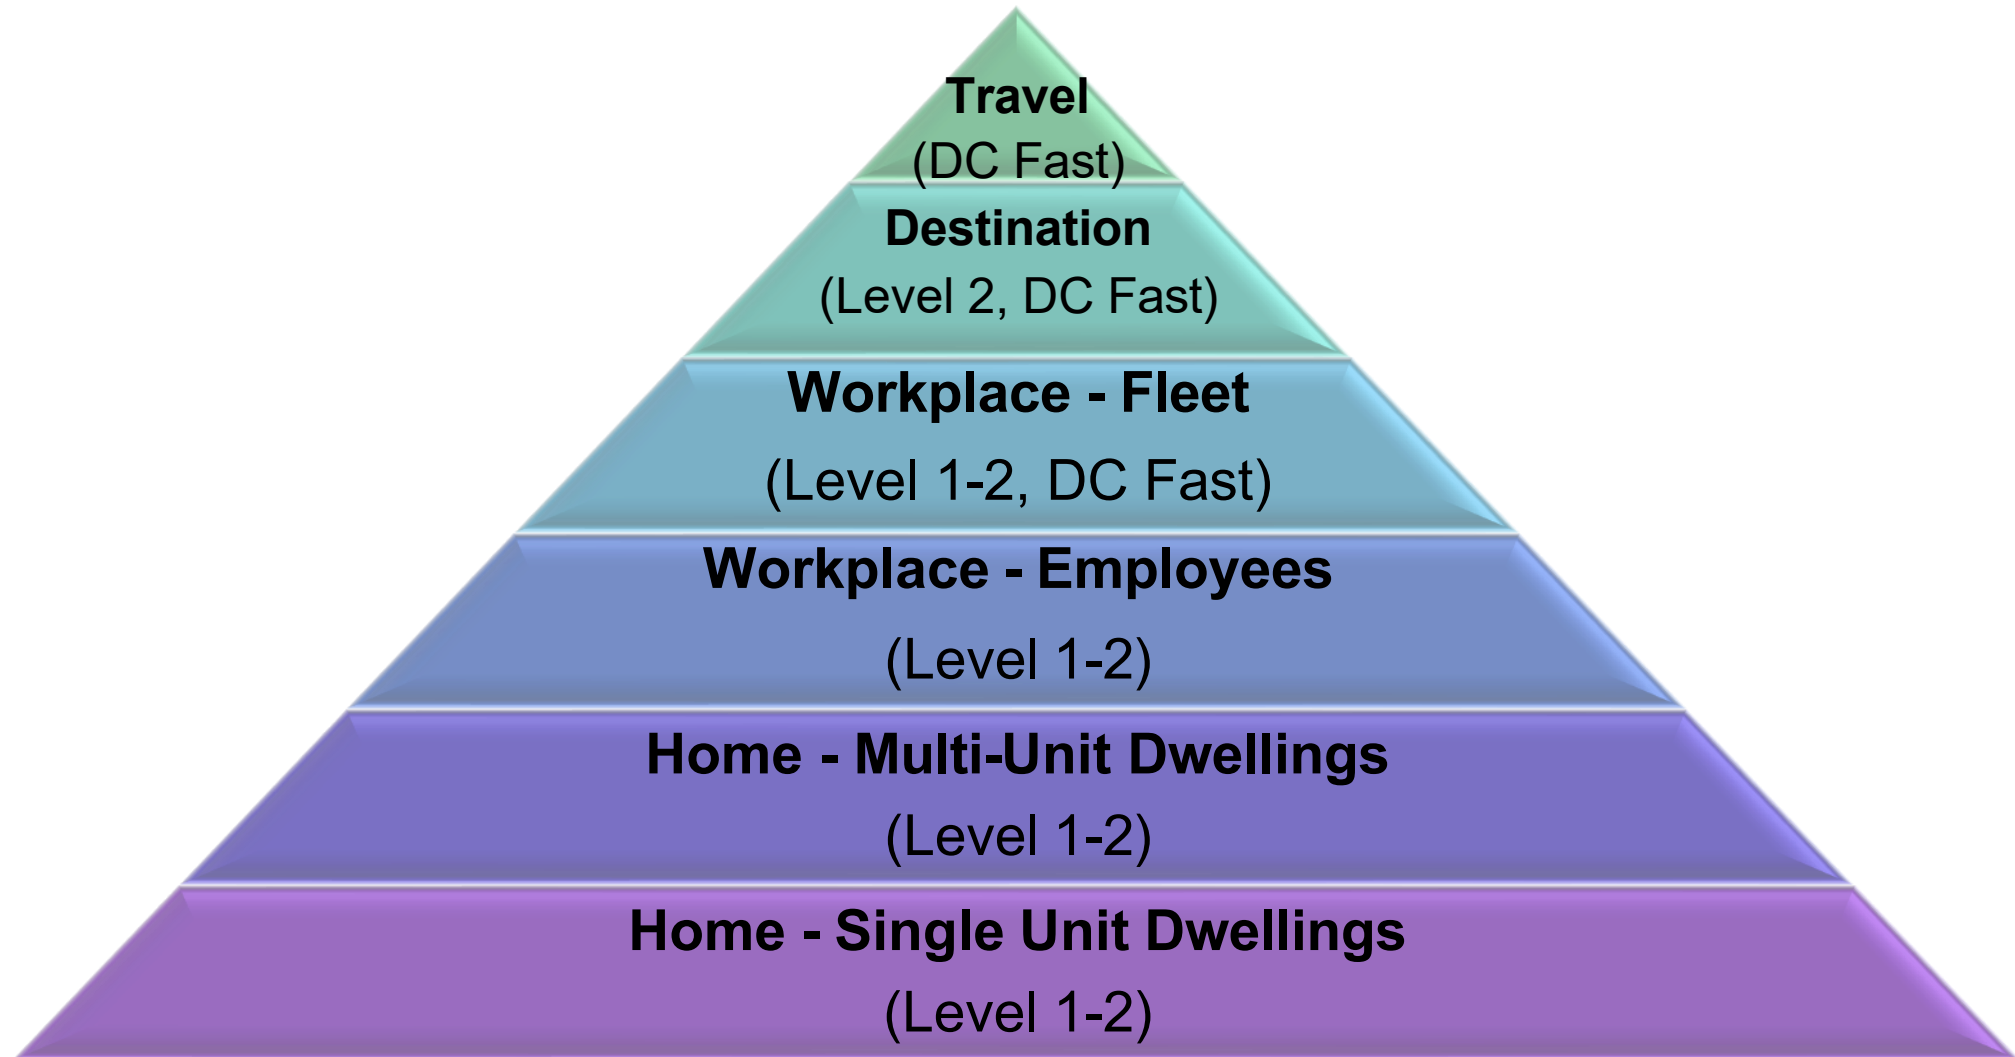 Travel
(DC Fast)
Destination
(Level 2, DC Fast)
Workplace - Fleet
(Level 1-2, DC Fast)
Workplace - Employees
(Level 1-2)
Home - Multi-Unit Dwellings
(Level 1-2)
Home - Single Unit Dwellings
(Level 1-2)